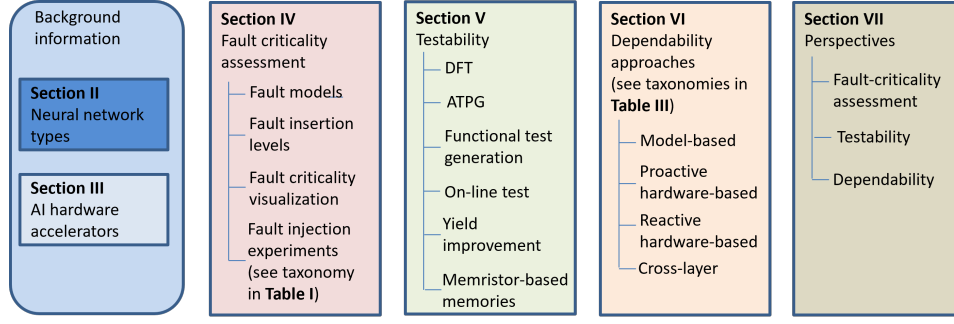 Background
information
Section II
Neural network
types
Section III
AI hardware
accelerators
Section IV
Fault criticality
assessment
Fault models
Fault insertion
levels
Fault criticality
visualization
Fault injection
experiments
(see taxonomy
in Table I)
Section V
Testability
DFT
ATPG
Functional test
generation
On-line test
Yield
improvement
Memristor-based
memories
Section VI
Dependability
approaches
(see taxonomies in
Table III)
Model-based
Proactive
hardware-based
Reactive
hardware-based
Cross-layer
Section VII
Perspectives
Fault-criticality
assessment
Testability
Dependability